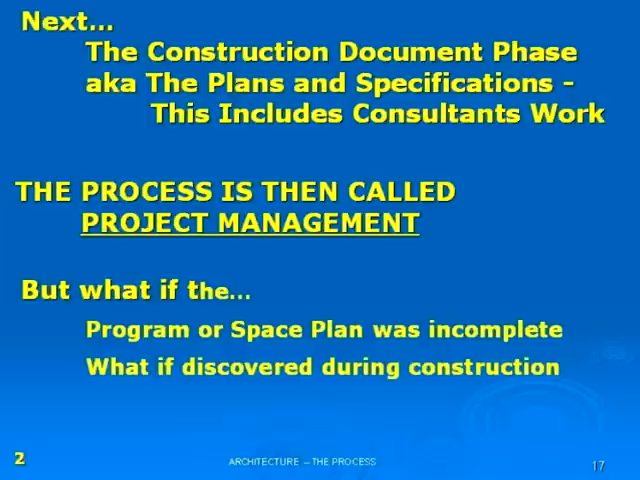 Next...
The Construction Document Phase
aka The Plans and Specifications -
This Includes Consultants Work
THE PROCESS IS THEN CALLED
PROJECT MANAGEMENT
But what if the...
Program or Space Plan was incomplete
What if discovered during construction
2
ARCHITECTURE – THE PROCESS
17